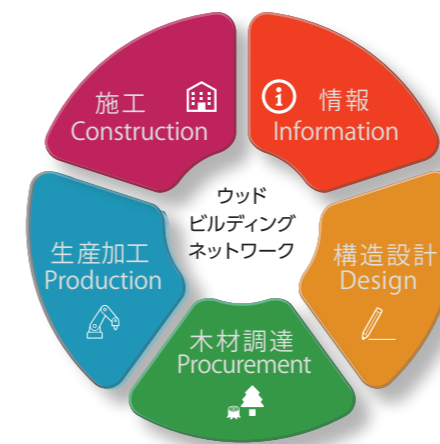 施工
Construction
情報
Information
ウッド
ビルディング
ネットワーク
生産加工
Production
構造設計
Design
木材調達
Procurement